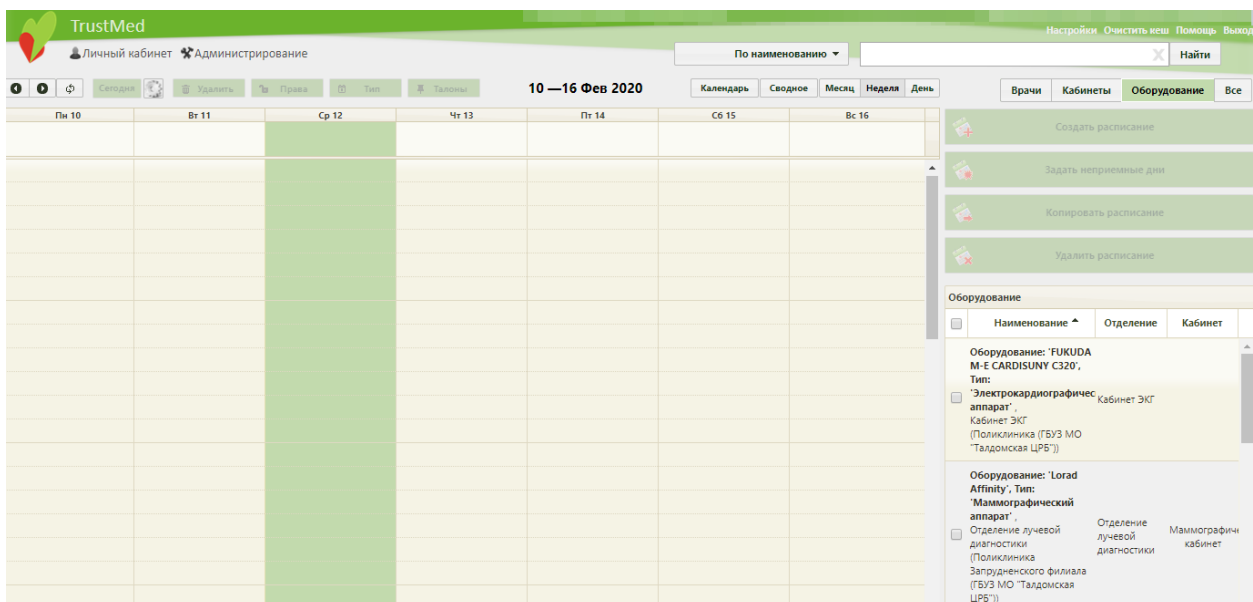 TrustMed
Настройки Очистить кеш Помощь Выход
Личный кабинет Администрирование
По наименованию
Найти
Сегодня Удалить Права Тип Талоны
10 —16 Фев 2020
Календарь Сводное Месяц Неделя День
Врачи Кабинеты Оборудование Все
Пн 10 Вт 11 Ср 12 Чт 13 Пт 14 Сб 15 Вс 16
Создать расписание
Задать неприемные дни
Копировать расписание
Удалить расписание
Оборудование
Наименование Отделение Кабинет
Оборудование: 'FUKUDA
M-E CARDISUNY C320',
Тип:
'Электрокардиографичес
аппарат' ,
Кабинет ЭКГ
(Поликлиника (ГБУЗ МО
"Талдомская ЦРБ"))
Кабинет ЭКГ
Оборудование: 'Lorad
Affinity', Тип:
'Маммографический
аппарат' ,
Отделение лучевой
диагностики
(Поликлиника
Запрудненского филиала
(ГБУЗ МО "Талдомская
ЦРБ"))
Отделение
лучевой
диагностики
Маммографиче
кабинет